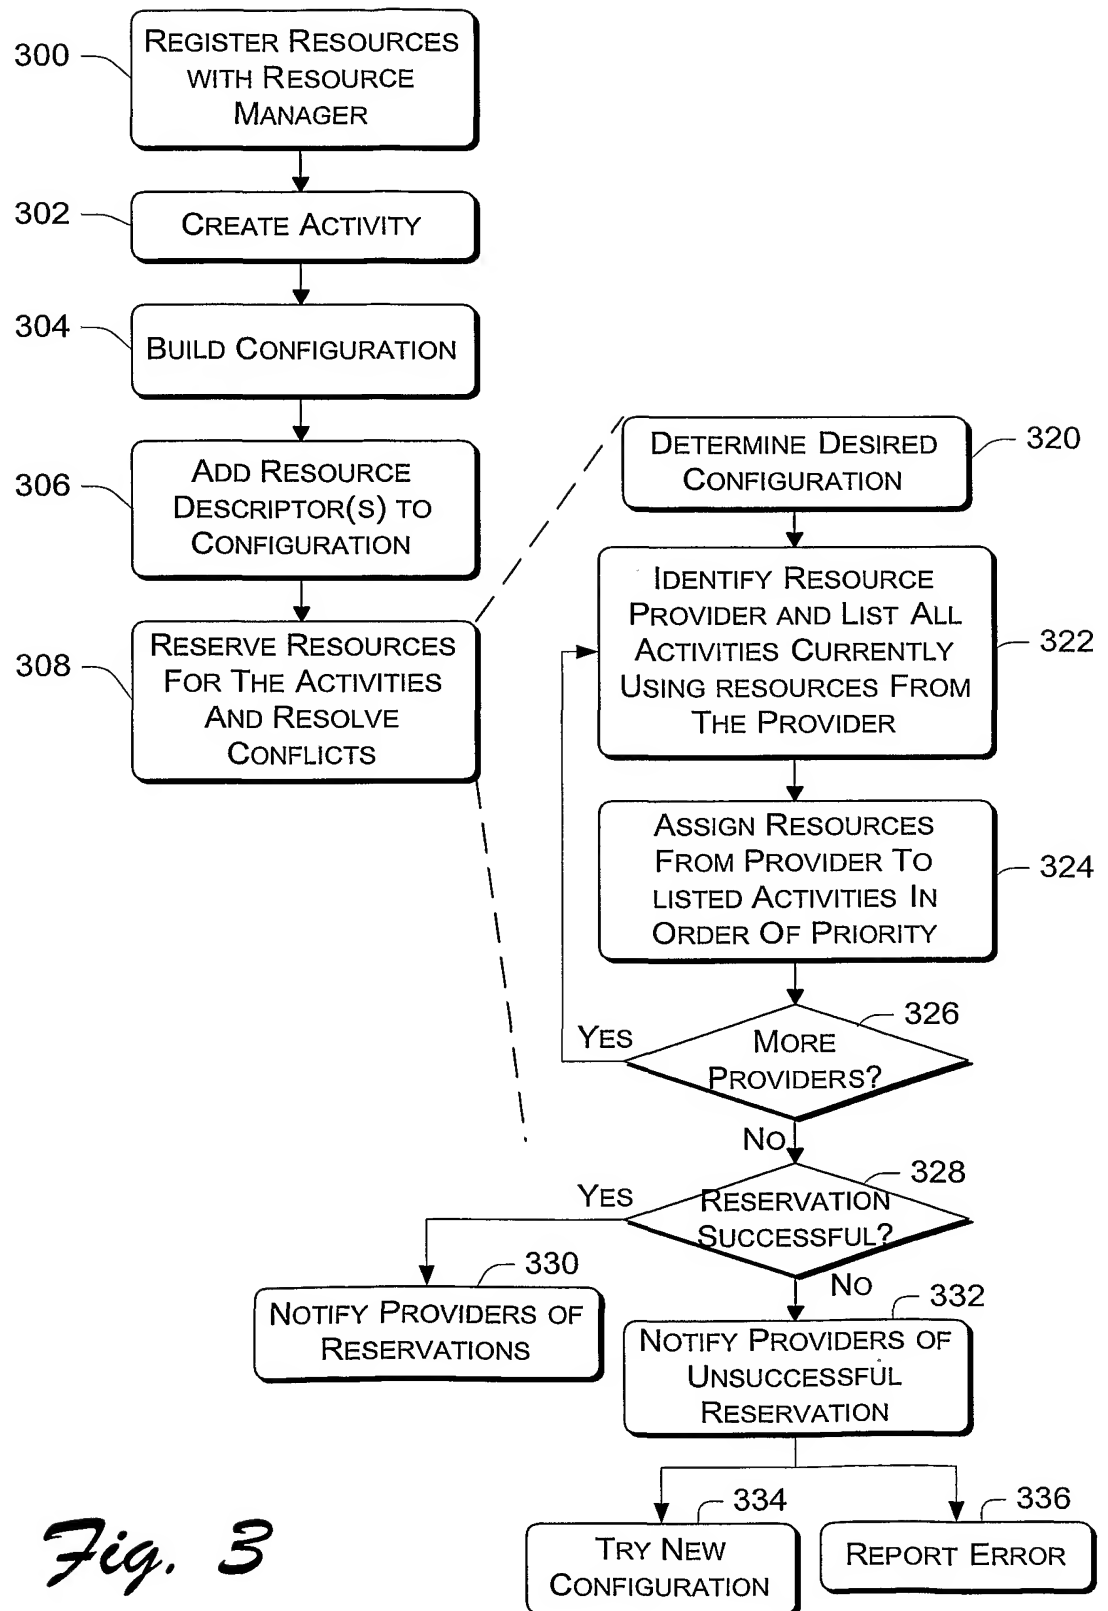 300
REGISTER RESOURCES
WITH RESOURCE
MANAGER
302
CREATE ACTIVITY
304
BUILD CONFIGURATION
306
ADD RESOURCE
DESCRIPTOR(S) TO
CONFIGURATION
308
RESERVE RESOURCES
FOR THE ACTIVITIES
AND RESOLVE
CONFLICTS
DETERMINE DESIRED
CONFIGURATION
320
IDENTIFY RESOURCE
PROVIDER AND LIST ALL
ACTIVITIES CURRENTLY
USING RESOURCES FROM
THE PROVIDER
322
ASSIGN RESOURCES
FROM PROVIDER TO
LISTED ACTIVITIES IN
ORDER OF PRIORITY
324
326
YES
MORE
PROVIDERS?
NO
328
YES
RESERVATION
SUCCESSFUL?
NO
330
NOTIFY PROVIDERS OF
RESERVATIONS
332
NOTIFY PROVIDERS OF
UNSUCCESSFUL
RESERVATION
334
TRY NEW
CONFIGURATION
336
REPORT ERROR
Fig. 3